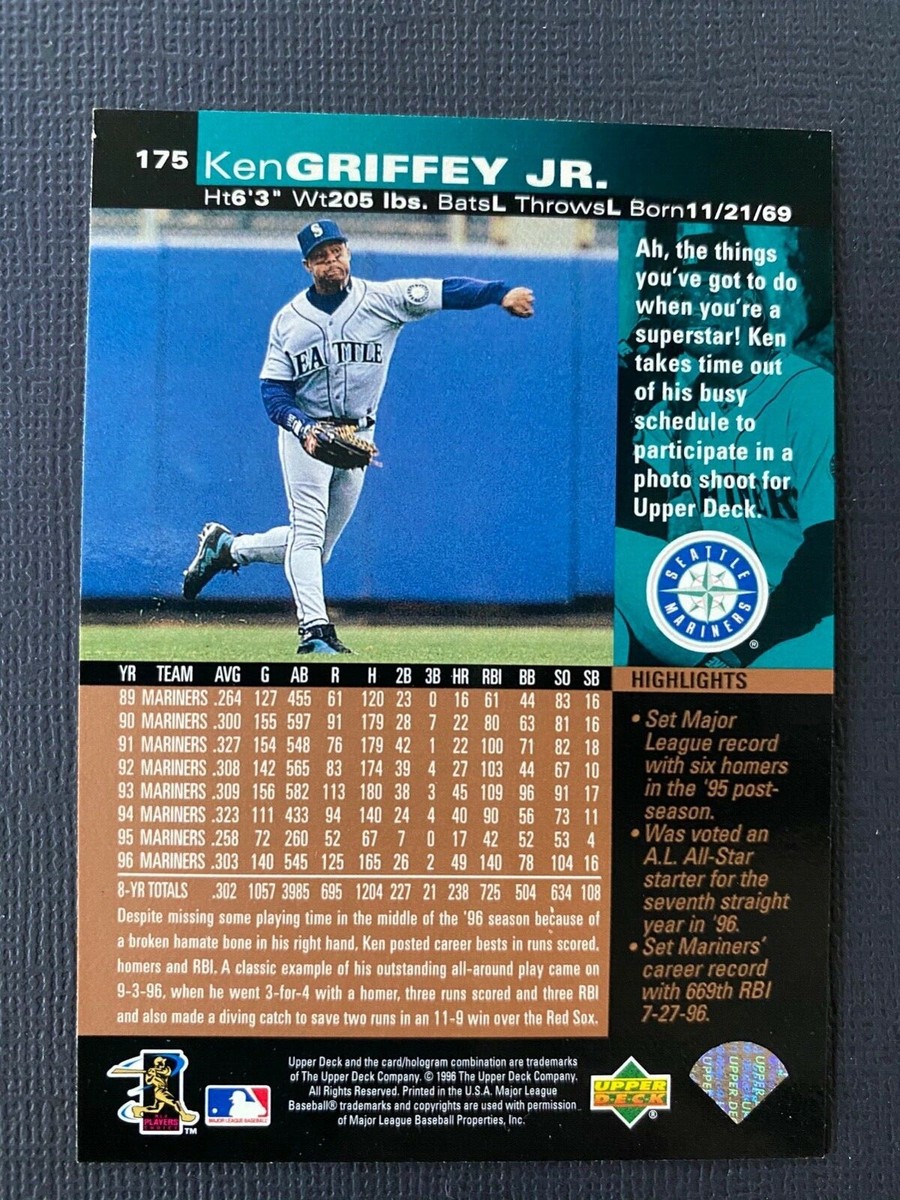 175 Ken GRIFFEY JR.
Ht6'3" Wt205 lbs. BatsL ThrowsL Born11/21/69
S
SEATTLE
Ah, the things
you've got to do
when you're a
superstar! Ken
takes time out
of his busy
schedule to
participate in a
photo shoot for
Upper Deck.
SEATTLE
MARINERS
®
YR TEAM AVG G AB R H 2B 3B HR RBI BB SO SB
89 MARINERS .264 127 455 61 120 23 0 16 61 44 83 16
90 MARINERS .300 155 597 91 179 28 7 22 80 63 81 16
91 MARINERS .327 154 548 76 179 42 1 22 100 71 82 18
92 MARINERS .308 142 565 83 174 39 4 27 103 44 67 10
93 MARINERS .309 156 582 113 180 38 3 45 109 96 91 17
94 MARINERS .323 111 433 94 140 24 4 40 90 56 73 11
95 MARINERS .258 72 260 52 67 7 0 17 42 52 53 4
96 MARINERS .303 140 545 125 165 26 2 49 140 78 104 16
8-YR TOTALS .302 1057 3985 695 1204 227 21 238 725 504 634 108
Despite missing some playing time in the middle of the '96 season because of
a broken hamate bone in his right hand, Ken posted career bests in runs scored,
homers and RBI. A classic example of his outstanding all-around play came on
9-3-96, when he went 3-for-4 with a homer, three runs scored and three RBI
and also made a diving catch to save two runs in an 11-9 win over the Red Sox.
HIGHLIGHTS
• Set Major
League record
with six homers
in the '95 post-
season.
• Was voted an
A.L. All-Star
starter for the
seventh straight
year in '96.
• Set Mariners'
career record
with 669th RBI
7-27-96.
PLAYERS
CHOICE
MAJOR LEAGUE BASEBALL
Upper Deck and the card/hologram combination are trademarks
of The Upper Deck Company. © 1996 The Upper Deck Company.
All Rights Reserved. Printed in the U.S.A. Major League
Baseball® trademarks and copyrights are used with permission
of Major League Baseball Properties, Inc.
UPPER
DECK
®
UPPER DE